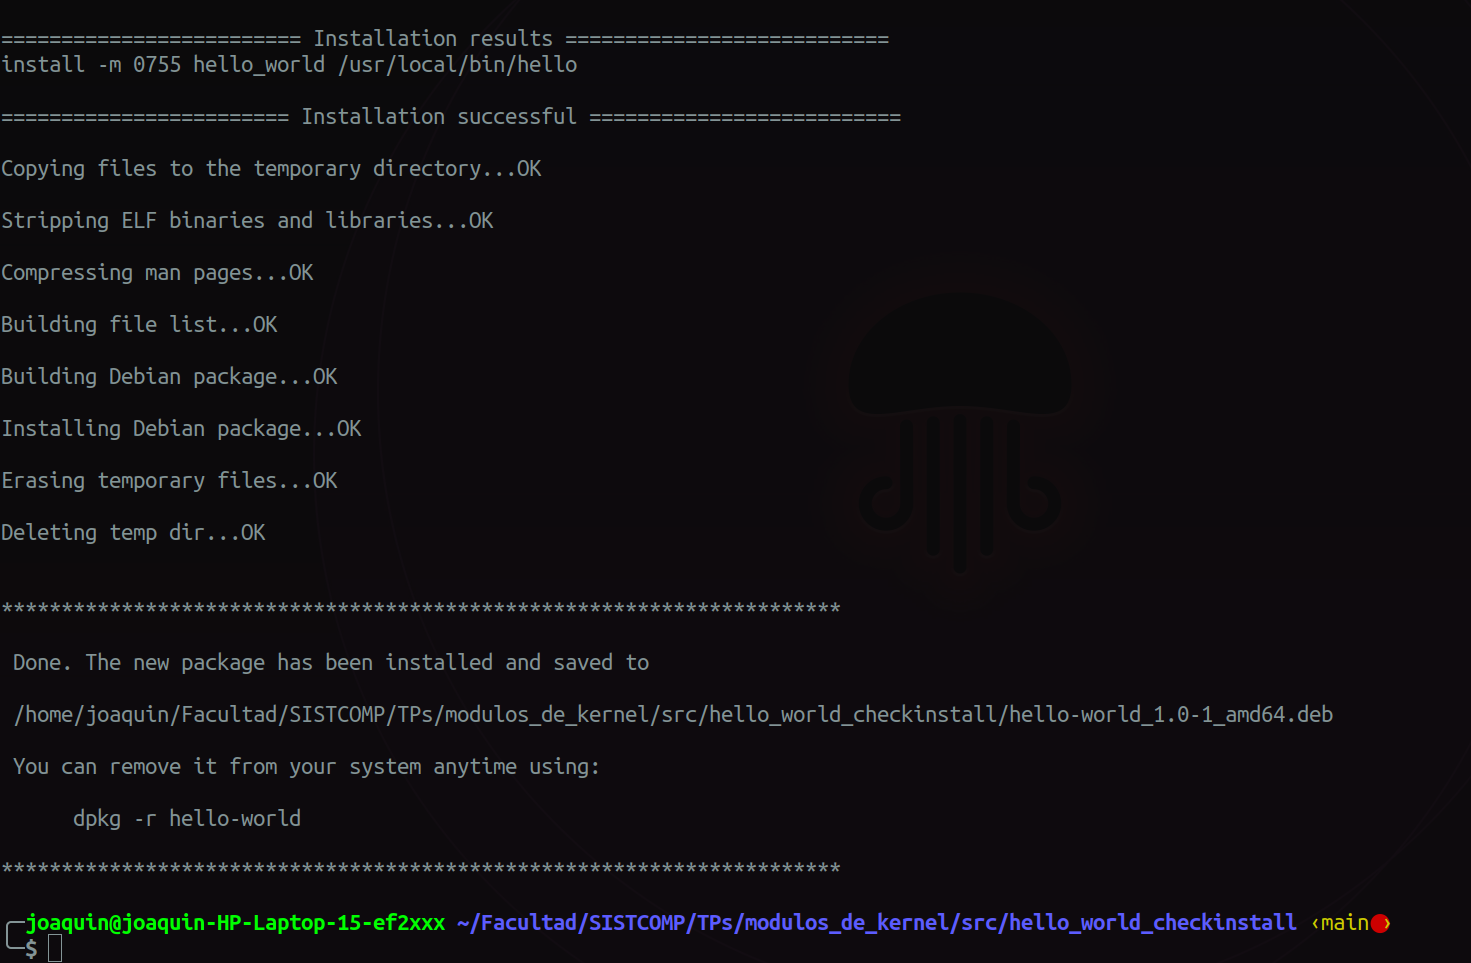 ========================= Installation results ===========================
install -m 0755 hello_world /usr/local/bin/hello
======================== Installation successful ==========================
Copying files to the temporary directory...OK
Stripping ELF binaries and libraries...OK
Compressing man pages...OK
Building file list...OK
Building Debian package...OK
Installing Debian package...OK
Erasing temporary files...OK
Deleting temp dir...OK
**********************************************************************
Done. The new package has been installed and saved to
/home/joaquin/Facultad/SISTCOMP/TPs/modulos_de_kernel/src/hello_world_checkinstall/hello-world_1.0-1_amd64.deb
You can remove it from your system anytime using:
dpkg -r hello-world
**********************************************************************
joaquin@joaquin-HP-Laptop-15-ef2xxx ~/Facultad/SISTCOMP/TPs/modulos_de_kernel/src/hello_world_checkinstall ‹main●›
$